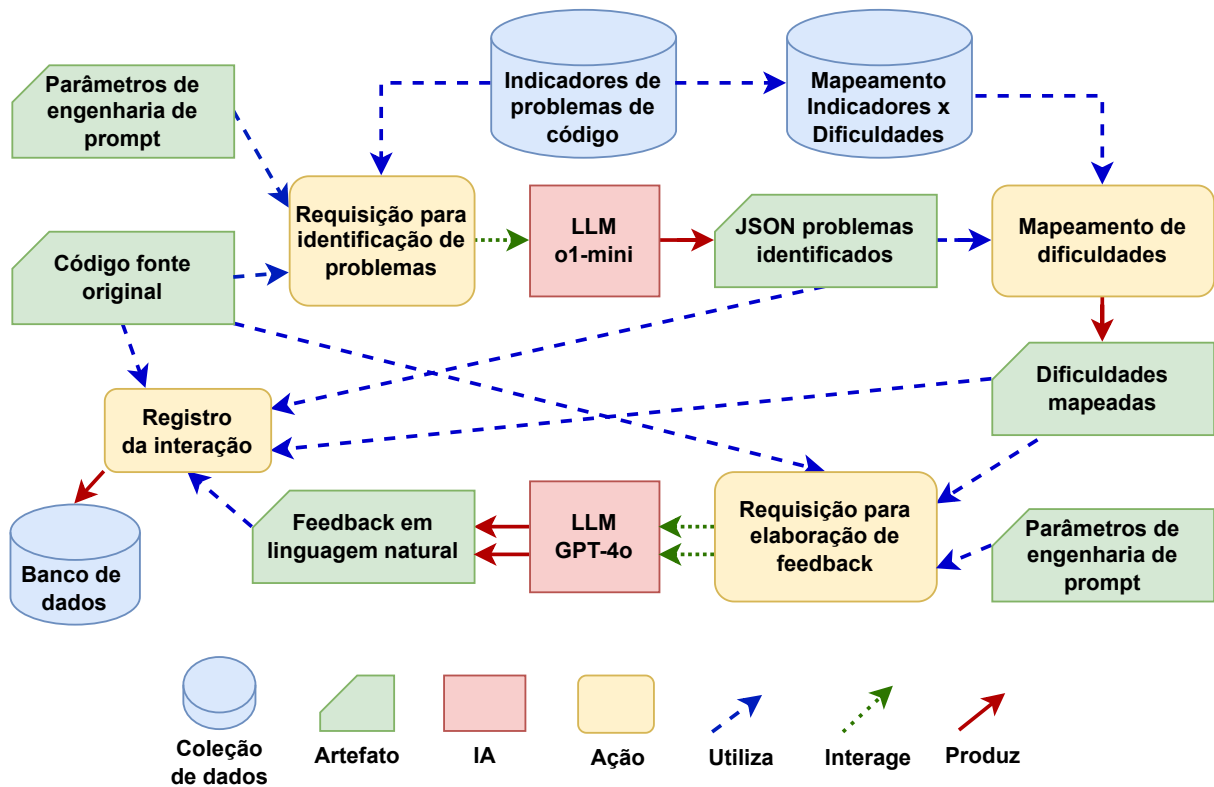 Parâmetros de
engenharia de
prompt
Indicadores de
problemas de
código
Mapeamento
Indicadores x
Dificuldades
Requisição para
identificação de
problemas
LLM
o1-mini
JSON problemas
identificados
Mapeamento de
dificuldades
Código fonte
original
Dificuldades
mapeadas
Registro
da interação
Requisição para
elaboração de
feedback
LLM
GPT-4o
Feedback em
linguagem natural
Parâmetros de
engenharia de
prompt
Banco de
dados
Coleção
de dados
Artefato
IA
Ação
Utiliza
Interage
Produz